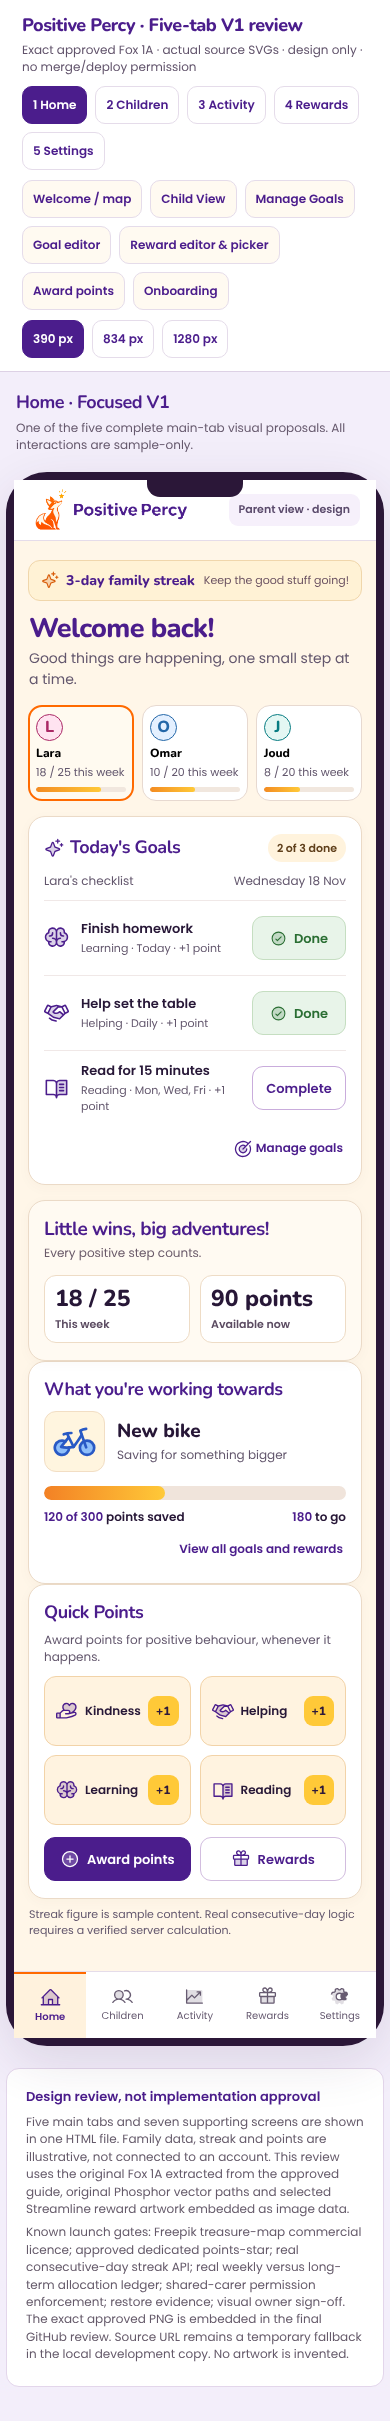 Positive Percy · Five-tab V1 review
Exact approved Fox 1A · actual source SVGs · design only ·
no merge/deploy permission
1 Home
2 Children
3 Activity
4 Rewards
5 Settings
Welcome / map
Child View
Manage Goals
Goal editor
Reward editor & picker
Award points
Onboarding
390 px
834 px
1280 px
Home · Focused V1
One of the five complete main-tab visual proposals. All
interactions are sample-only.
Positive Percy
Parent view · design
3-day family streak Keep the good stuff going!
Welcome back!
Good things are happening, one small step at
a time.
L
Lara
18 / 25 this week
O
Omar
10 / 20 this week
J
Joud
8 / 20 this week
Today's Goals
2 of 3 done
Lara's checklist
Wednesday 18 Nov
Finish homework
Learning · Today · +1 point
Done
Help set the table
Helping · Daily · +1 point
Done
Read for 15 minutes
Reading · Mon, Wed, Fri · +1
point
Complete
Manage goals
Little wins, big adventures!
Every positive step counts.
18 / 25
This week
90 points
Available now
What you're working towards
New bike
Saving for something bigger
120 of 300 points saved
180 to go
View all goals and rewards
Quick Points
Award points for positive behaviour, whenever it
happens.
Kindness +1
Helping +1
Learning +1
Reading +1
Award points
Rewards
Streak figure is sample content. Real consecutive-day logic
requires a verified server calculation.
Home
Children
Activity
Rewards
Settings
Design review, not implementation approval
Five main tabs and seven supporting screens are shown
in one HTML file. Family data, streak and points are
illustrative, not connected to an account. This review
uses the original Fox 1A extracted from the approved
guide, original Phosphor vector paths and selected
Streamline reward artwork embedded as image data.
Known launch gates: Freepik treasure-map commercial
licence; approved dedicated points-star; real
consecutive-day streak API; real weekly versus long-
term allocation ledger; shared-carer permission
enforcement; restore evidence; visual owner sign-off.
The exact approved PNG is embedded in the final
GitHub review. Source URL remains a temporary fallback
in the local development copy. No artwork is invented.